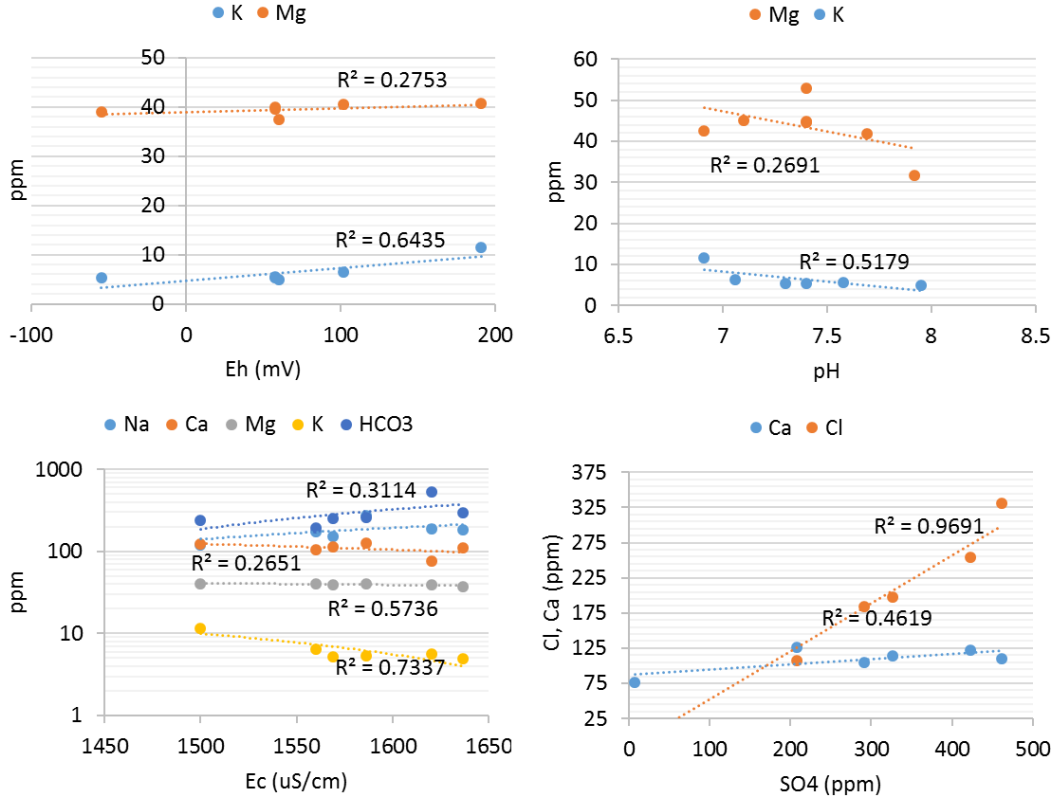 K Mg
50
40
30
20
10
0
ppm
R² = 0.2753
R² = 0.6435
-100 0 100 200
Eh (mV)
Mg K
60
50
40
30
20
10
0
ppm
R² = 0.2691
R² = 0.5179
6.5 7 7.5 8 8.5
pH
Na Ca Mg K HCO3
1000
100
10
1
ppm
R² = 0.3114
R² = 0.2651
R² = 0.5736
R² = 0.7337
1450 1500 1550 1600 1650
Ec (uS/cm)
Ca Cl
375
325
275
225
175
125
75
25
Cl, Ca (ppm)
R² = 0.9691
R² = 0.4619
0 100 200 300 400 500
SO4 (ppm)